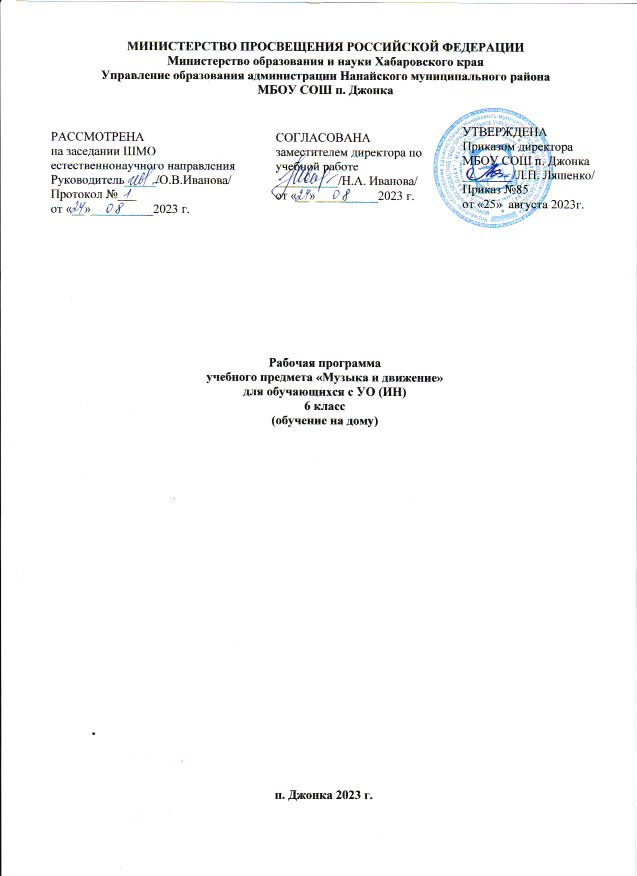 МИНИСТЕРСТВО ПРОСВЕЩЕНИЯ РОССИЙСКОЙ ФЕДЕРАЦИИ
Министерство образования и науки Хабаровского края
Управление образования администрации Нанайского муниципального района
МБОУ СОШ п. Джонка
РАССМОТРЕНА
на заседании ШМО
естественнонаучного направления
Руководитель /О.В.Иванова/
Протокол № 1
от «24» 08 2023 г.
СОГЛАСОВАНА
заместителем директора по
учебной работе
/Н.А. Иванова/
от «24» 08 2023 г.
УТВЕРЖДЕНА
Приказом директора
МБОУ СОШ п. Джонка
/Л.П. Ляшенко/
Приказ №85
от «25» августа 2023г.
Рабочая программа
учебного предмета «Музыка и движение»
для обучающихся с УО (ИН)
6 класс
(обучение на дому)
п. Джонка 2023 г.